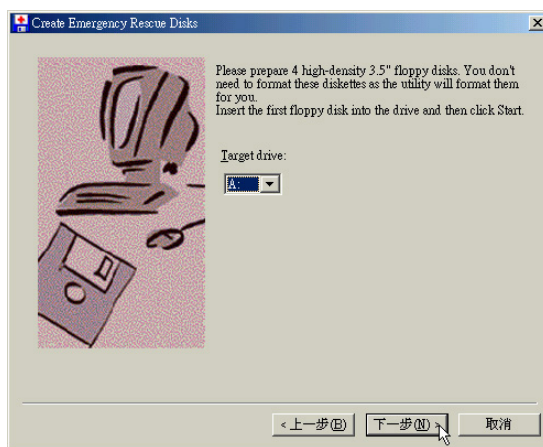 Create Emergency Rescue Disks
Please prepare 4 high-density 3.5" floppy disks. You don't
need to format these diskettes as the utility will format them
for you.
Insert the first floppy disk into the drive and then click Start.
Target drive:
A:
<上一步(B)
下一步(N)>
取消